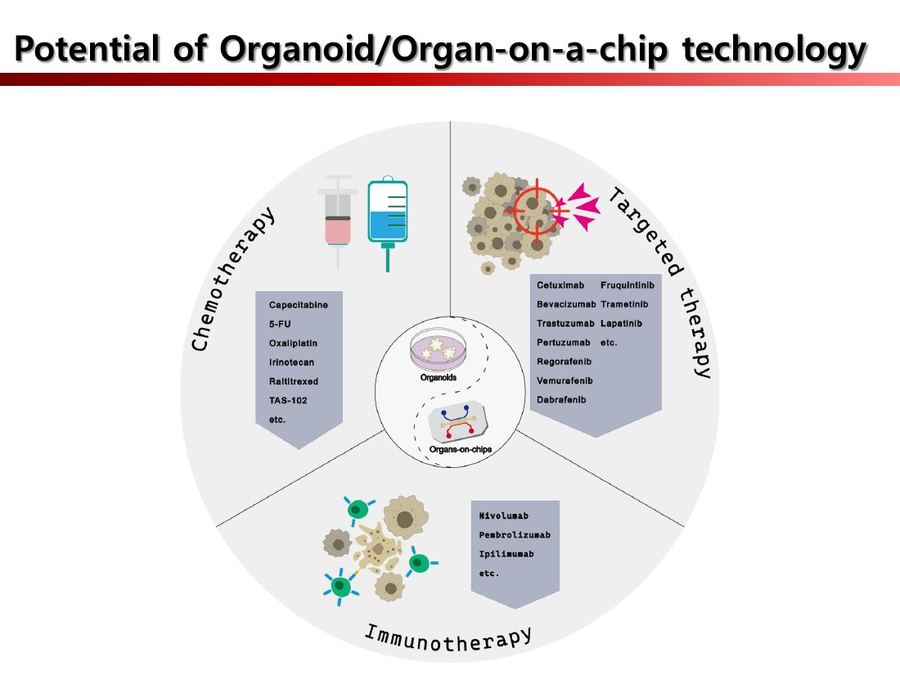 Potential of Organoid/Organ-on-a-chip technology
Chemotherapy
Capecitabine
5-FU
Oxaliplatin
Irinotecan
Raltitrexed
TAS-102
etc.
Targeted therapy
Cetuximab Fruquintinib
Bevacizumab Trametinib
Trastuzumab Lapatinib
Pertuzumab etc.
Regorafenib
Vemurafenib
Dabrafenib
Organoids
Organs-on-chips
Nivolumab
Pembrolizumab
Ipilimumab
etc.
Immunotherapy